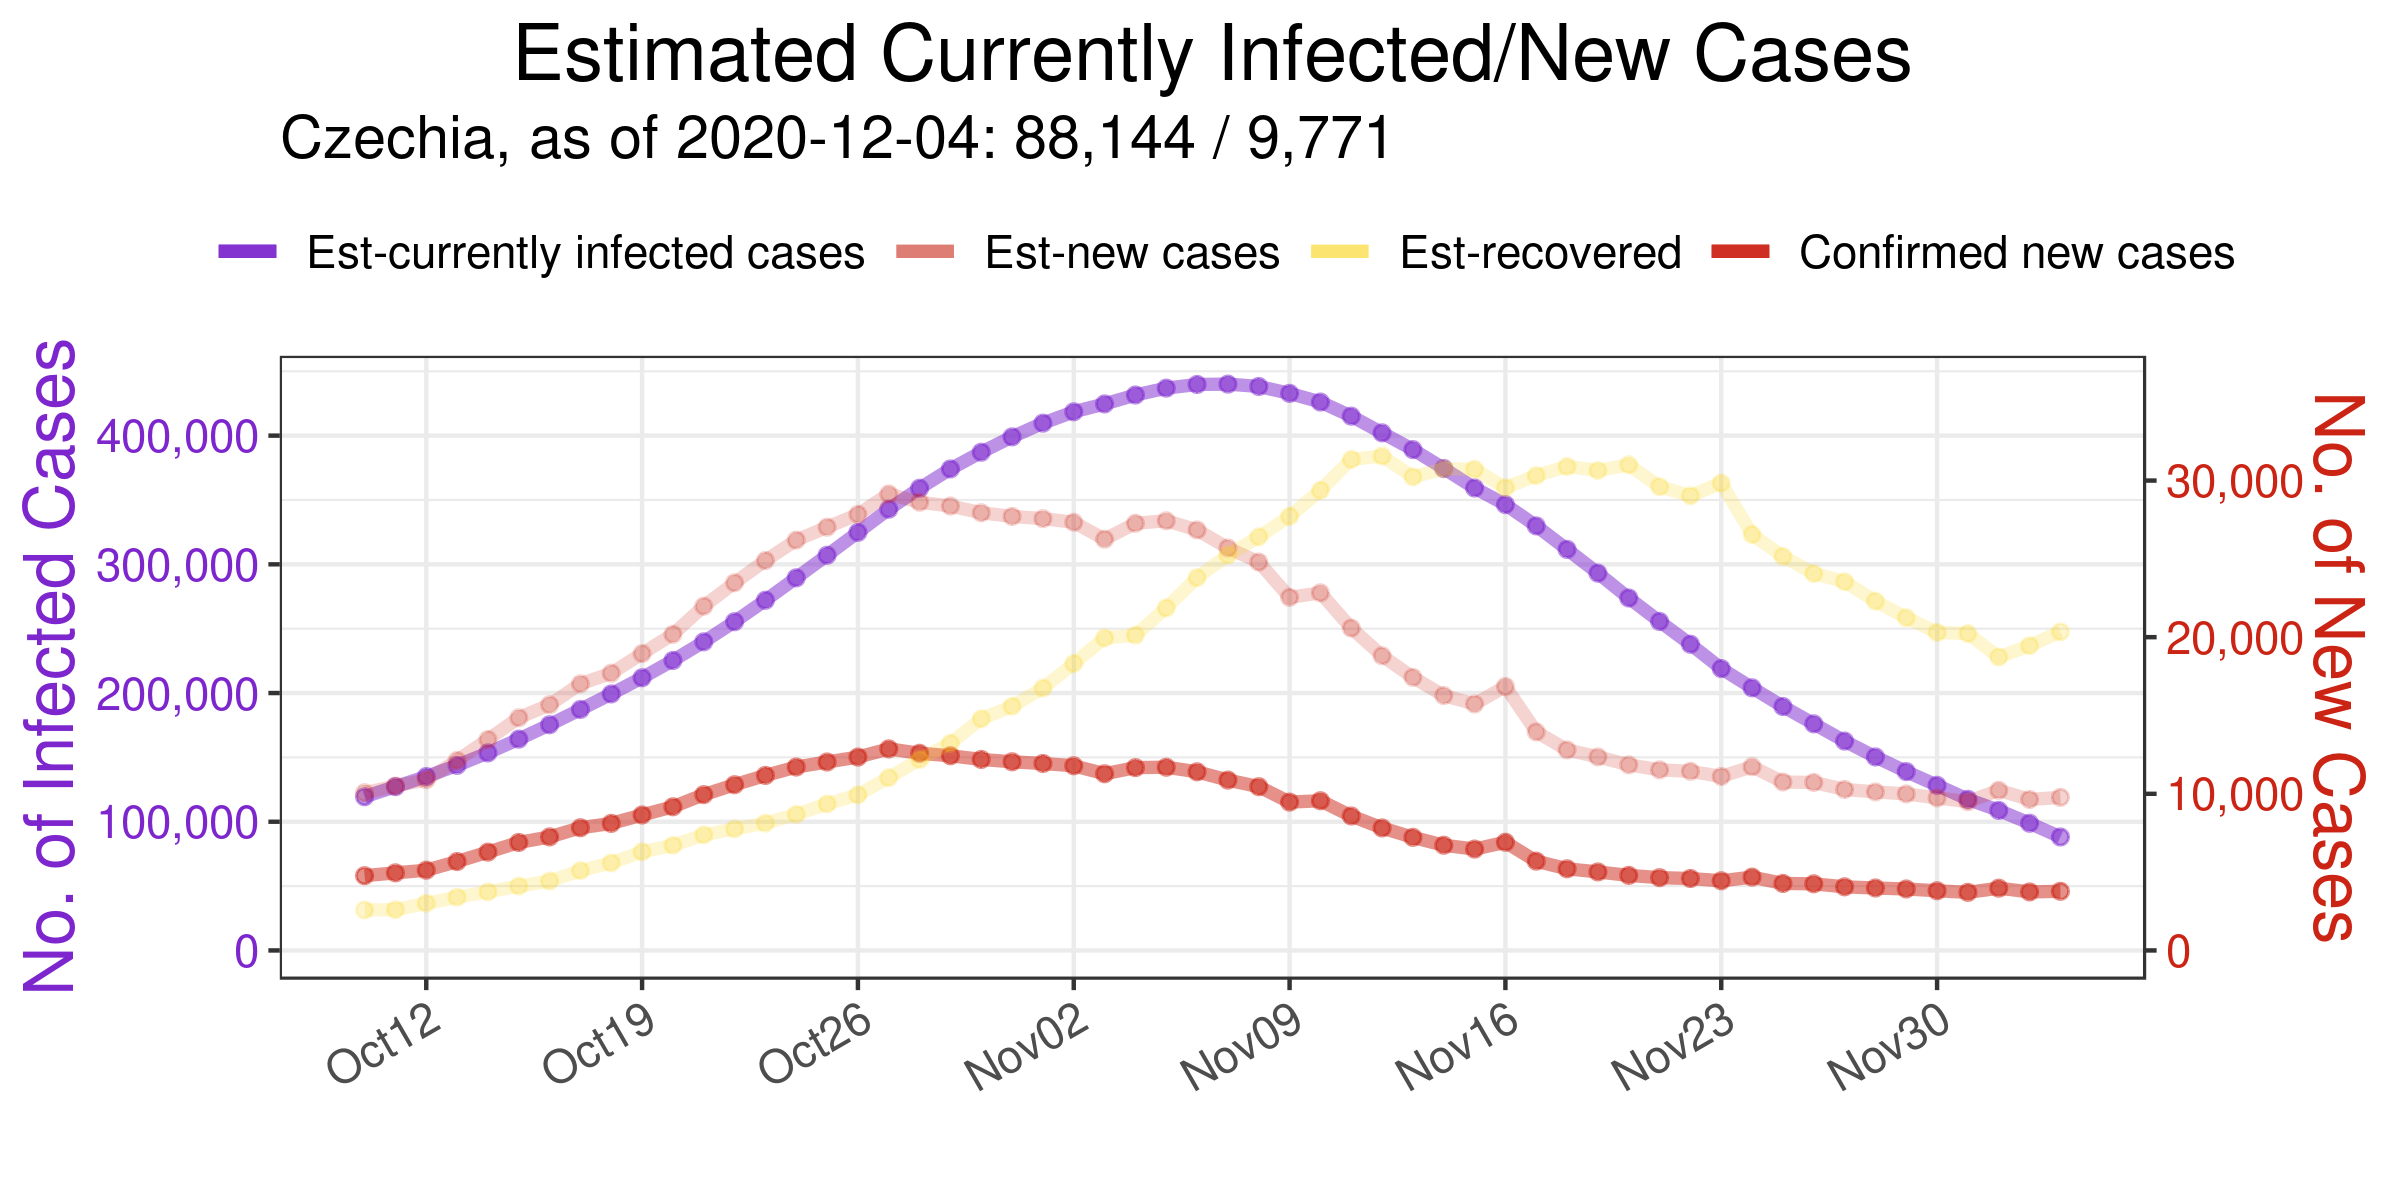 Estimated Currently Infected/New Cases
Czechia, as of 2020-12-04: 88,144 / 9,771
Est-currently infected cases
Est-new cases
Est-recovered
Confirmed new cases
No. of Infected Cases
400,000
300,000
200,000
100,000
0
30,000
20,000
10,000
0
No. of New Cases
Oct12
Oct19
Oct26
Nov02
Nov09
Nov16
Nov23
Nov30